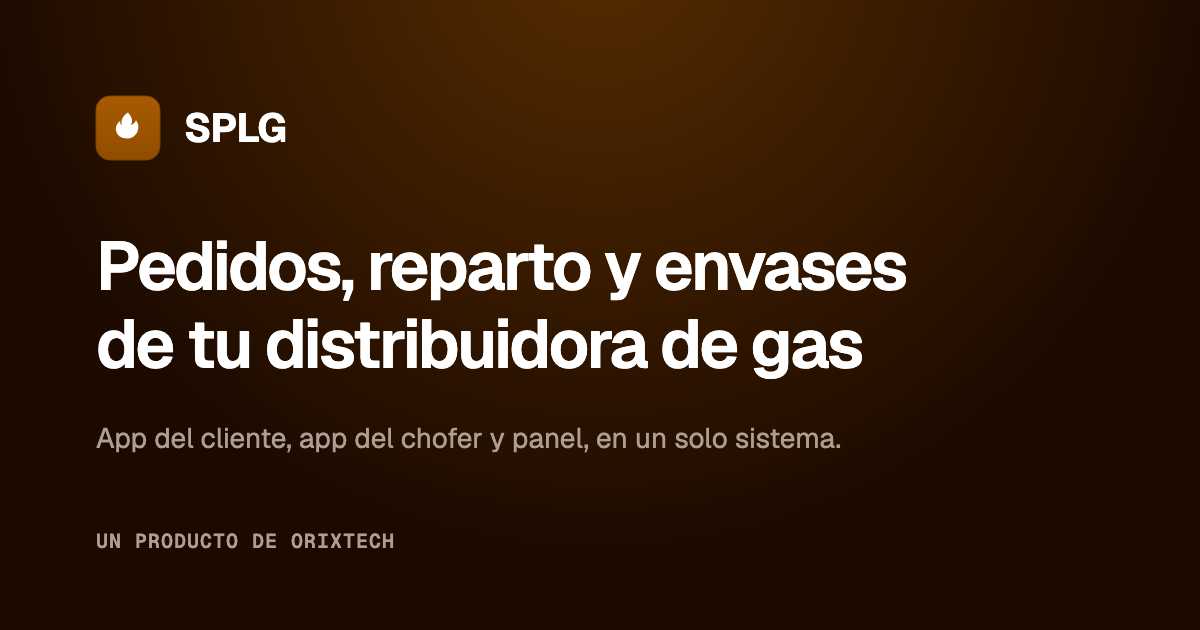 SPLG
Pedidos, reparto y envases
de tu distribuidora de gas
App del cliente, app del chofer y panel, en un solo sistema.
UN PRODUCTO DE ORIXTECH